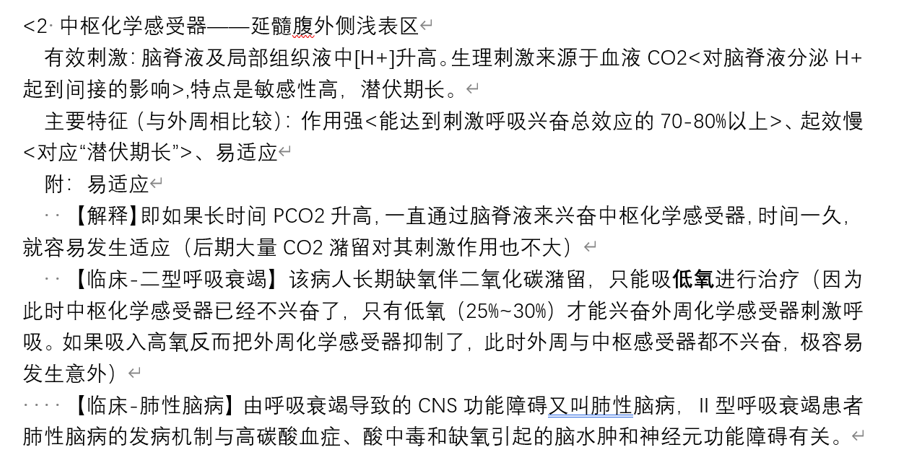 <2· 中枢化学感受器——延髓腹外侧浅表区↵
有效刺激：脑脊液及局部组织液中[H+]升高。生理刺激来源于血液 CO2<对脑脊液分泌 H+
起到间接的影响>,特点是敏感性高，潜伏期长。↵
主要特征（与外周相比较）：作用强<能达到刺激呼吸兴奋总效应的 70-80%以上>、起效慢
<对应“潜伏期长”>、易适应↵
附：易适应↵
··【解释】即如果长时间 PCO2 升高，一直通过脑脊液来兴奋中枢化学感受器，时间一久，
就容易发生适应（后期大量 CO2 潴留对其刺激作用也不大）↵
··【临床-二型呼吸衰竭】该病人长期缺氧伴二氧化碳潴留，只能吸低氧进行治疗（因为
此时中枢化学感受器已经不兴奋了，只有低氧（25%~30%）才能兴奋外周化学感受器刺激呼
吸。如果吸入高氧反而把外周化学感受器抑制了，此时外周与中枢感受器都不兴奋，极容易
发生意外）↵
····【临床-肺性脑病】由呼吸衰竭导致的 CNS 功能障碍又叫肺性脑病，II 型呼吸衰竭患者
肺性脑病的发病机制与高碳酸血症、酸中毒和缺氧引起的脑水肿和神经元功能障碍有关。↵